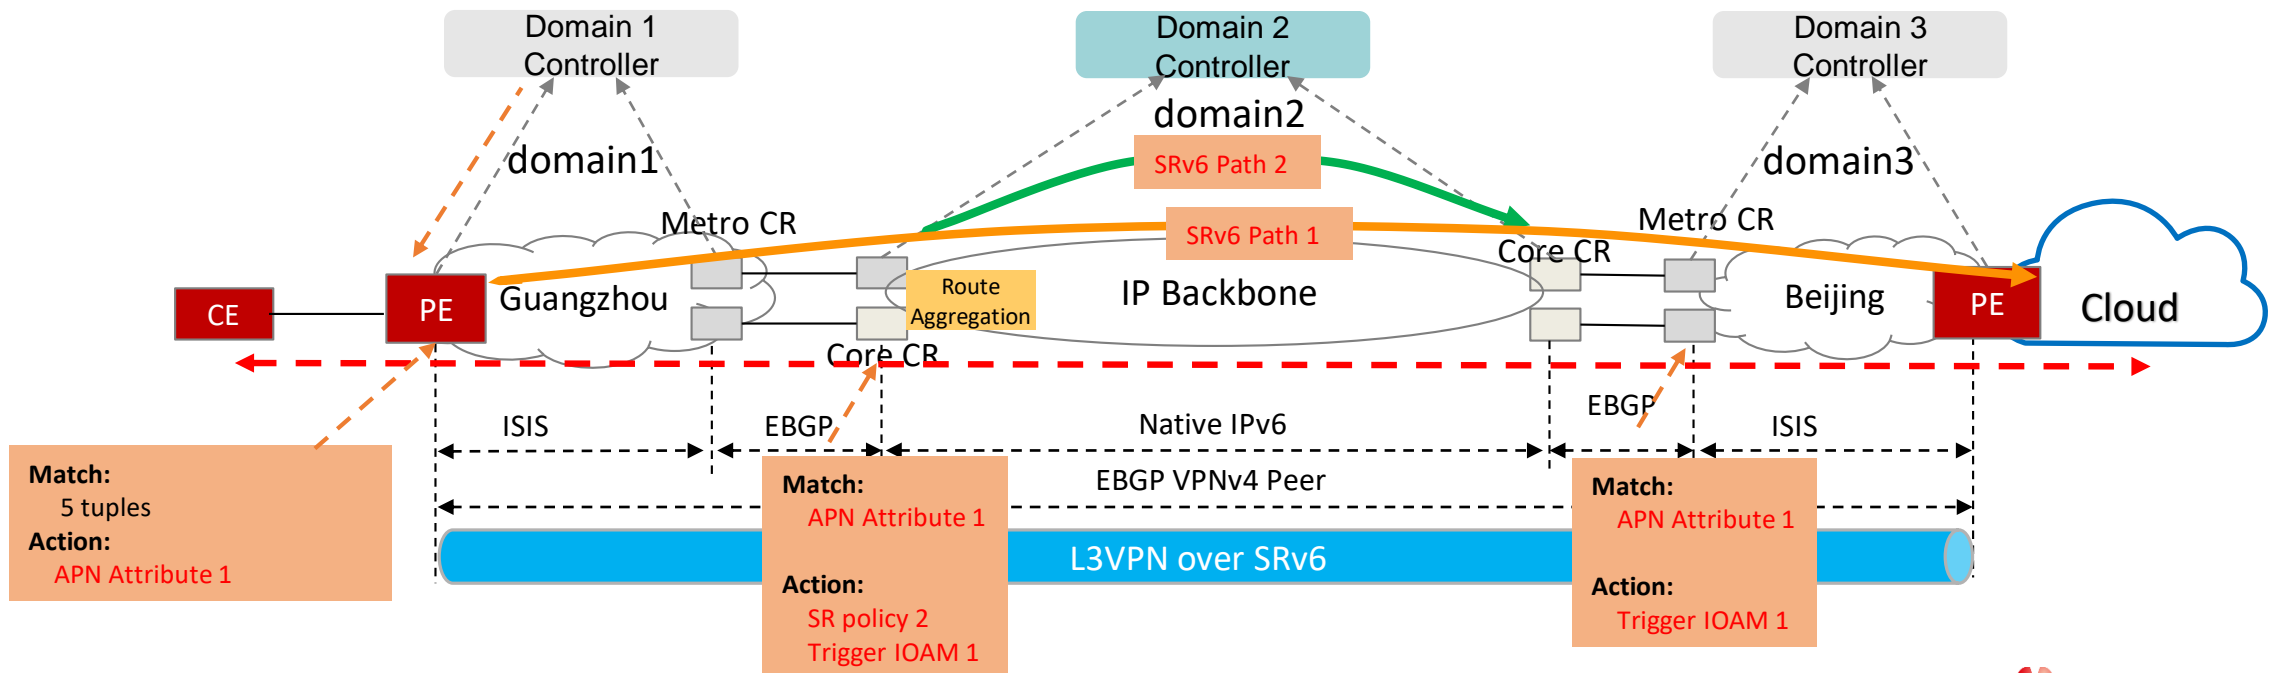 Domain 1
Controller
Domain 2
Controller
Domain 3
Controller
domain1
domain2
domain3
SRv6 Path 2
SRv6 Path 1
Metro CR
Metro CR
Core CR
CE
PE
Guangzhou
Route
Aggregation
IP Backbone
Beijing
PE
Cloud
Core CR
ISIS
EBGP
Native IPv6
EBGP
ISIS
EBGP VPNv4 Peer
L3VPN over SRv6
Match:
5 tuples
Action:
APN Attribute 1
Match:
APN Attribute 1
Action:
SR policy 2
Trigger IOAM 1
Match:
APN Attribute 1
Action:
Trigger IOAM 1